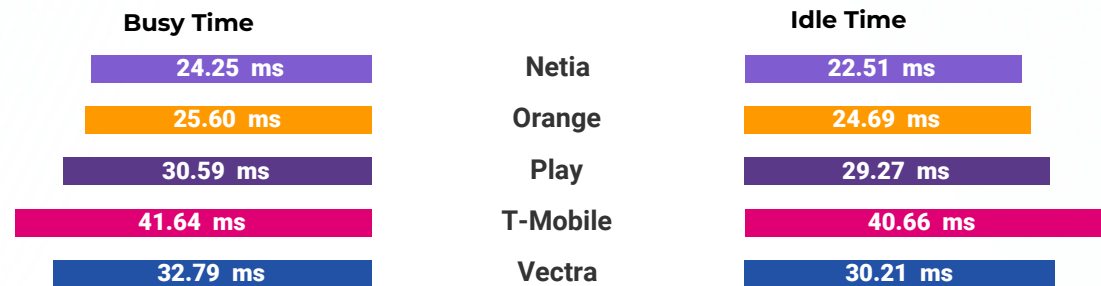 Busy Time Idle Time
24.25 ms Netia 22.51 ms
25.60 ms Orange 24.69 ms
30.59 ms Play 29.27 ms
41.64 ms T-Mobile 40.66 ms
32.79 ms Vectra 30.21 ms